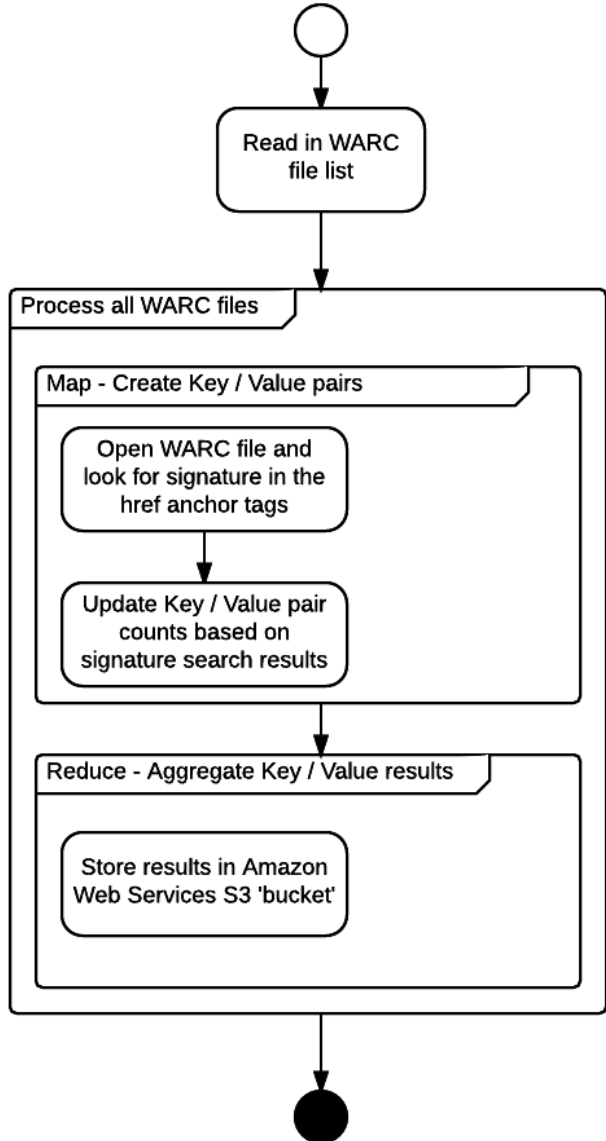 Read in WARC
file list
Process all WARC files
Map - Create Key / Value pairs
Open WARC file and
look for signature in the
href anchor tags
Update Key / Value pair
counts based on
signature search results
Reduce - Aggregate Key / Value results
Store results in Amazon
Web Services S3 'bucket'